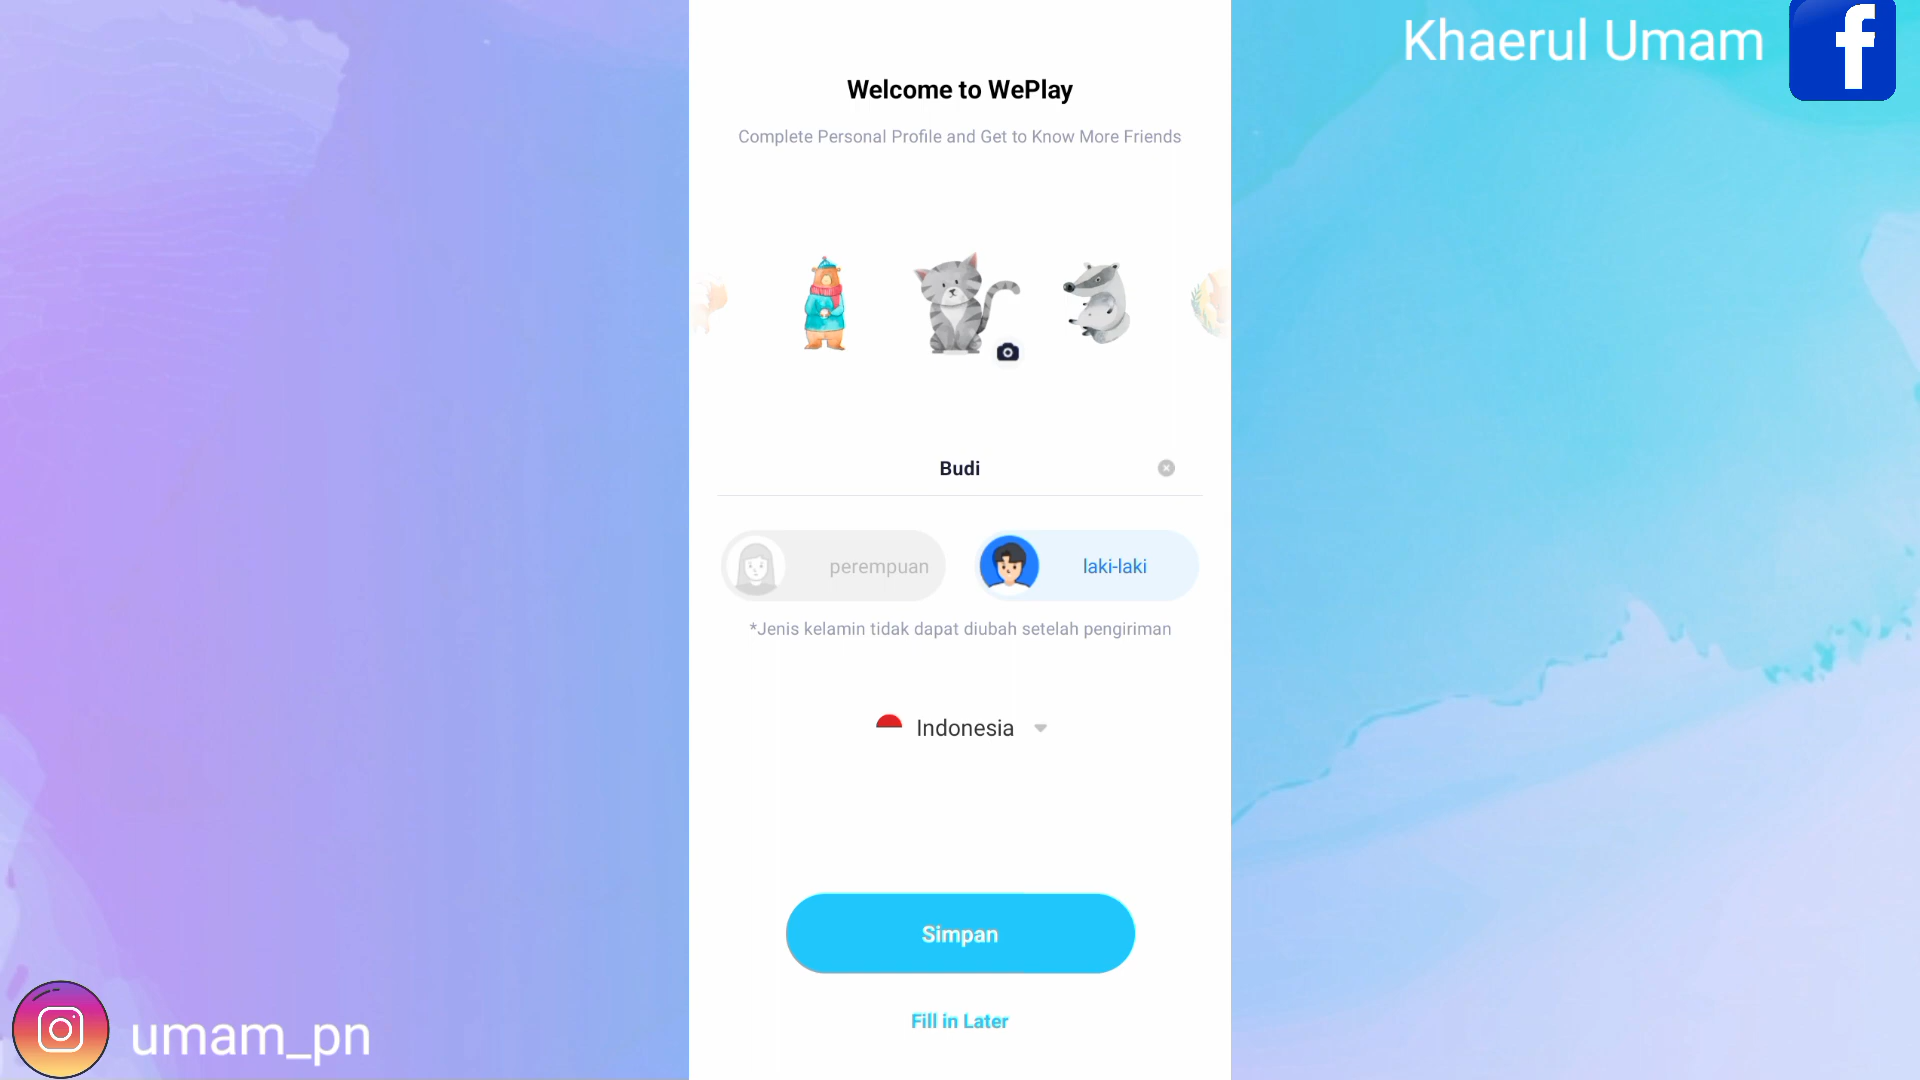 Khaerul Umam
Welcome to WePlay
Complete Personal Profile and Get to Know More Friends
Budi
perempuan
laki-laki
*Jenis kelamin tidak dapat diubah setelah pengiriman
Indonesia
Simpan
Fill in Later
umam_pn